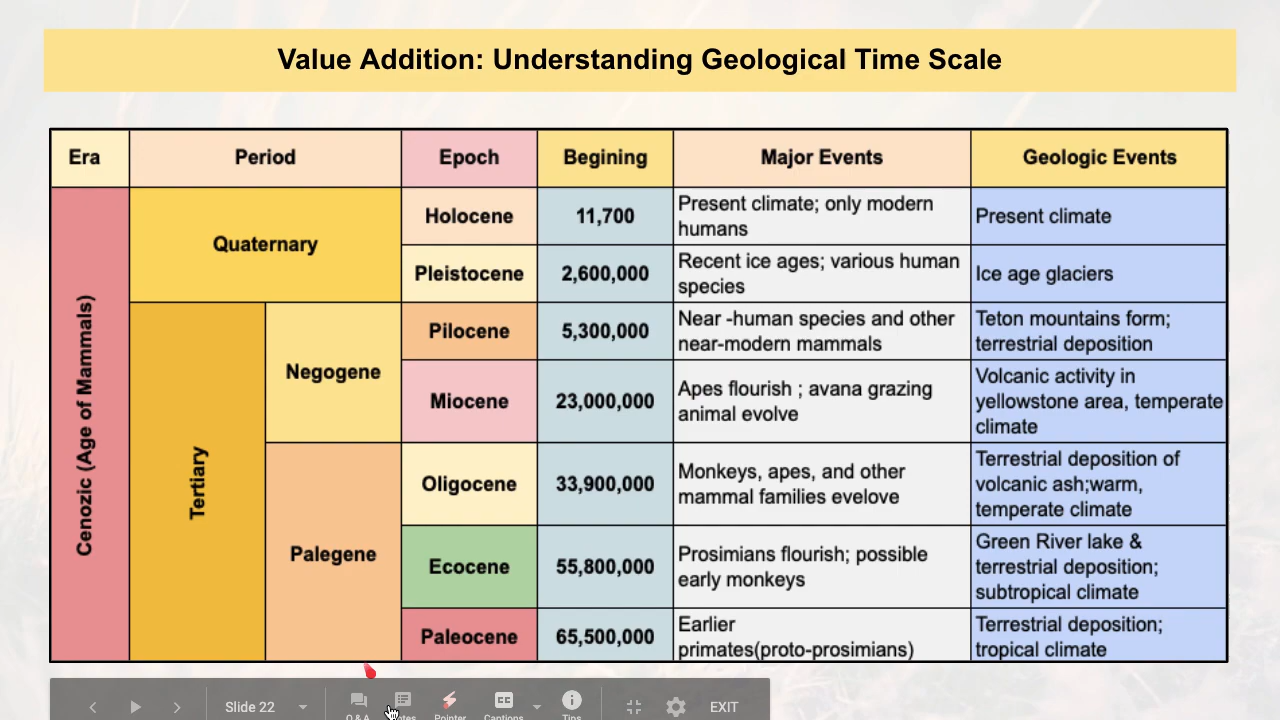 Value Addition: Understanding Geological Time Scale
Era
Period
Epoch
Begining
Major Events
Geologic Events
Cenozic (Age of Mammals)
Quaternary
Holocene
11,700
Present climate; only modern
humans
Present climate
Pleistocene
2,600,000
Recent ice ages; various human
species
Ice age glaciers
Tertiary
Negogene
Pilocene
5,300,000
Near -human species and other
near-modern mammals
Teton mountains form;
terrestrial deposition
Miocene
23,000,000
Apes flourish ; avana grazing
animal evolve
Volcanic activity in
yellowstone area, temperate
climate
Palegene
Oligocene
33,900,000
Monkeys, apes, and other
mammal families evelove
Terrestrial deposition of
volcanic ash;warm,
temperate climate
Ecocene
55,800,000
Prosimians flourish; possible
early monkeys
Green River lake &
terrestrial deposition;
subtropical climate
Paleocene
65,500,000
Earlier
primates(proto-prosimians)
Terrestrial deposition;
tropical climate
Slide 22
Q & A
Pointer
Captions
Tips
EXIT